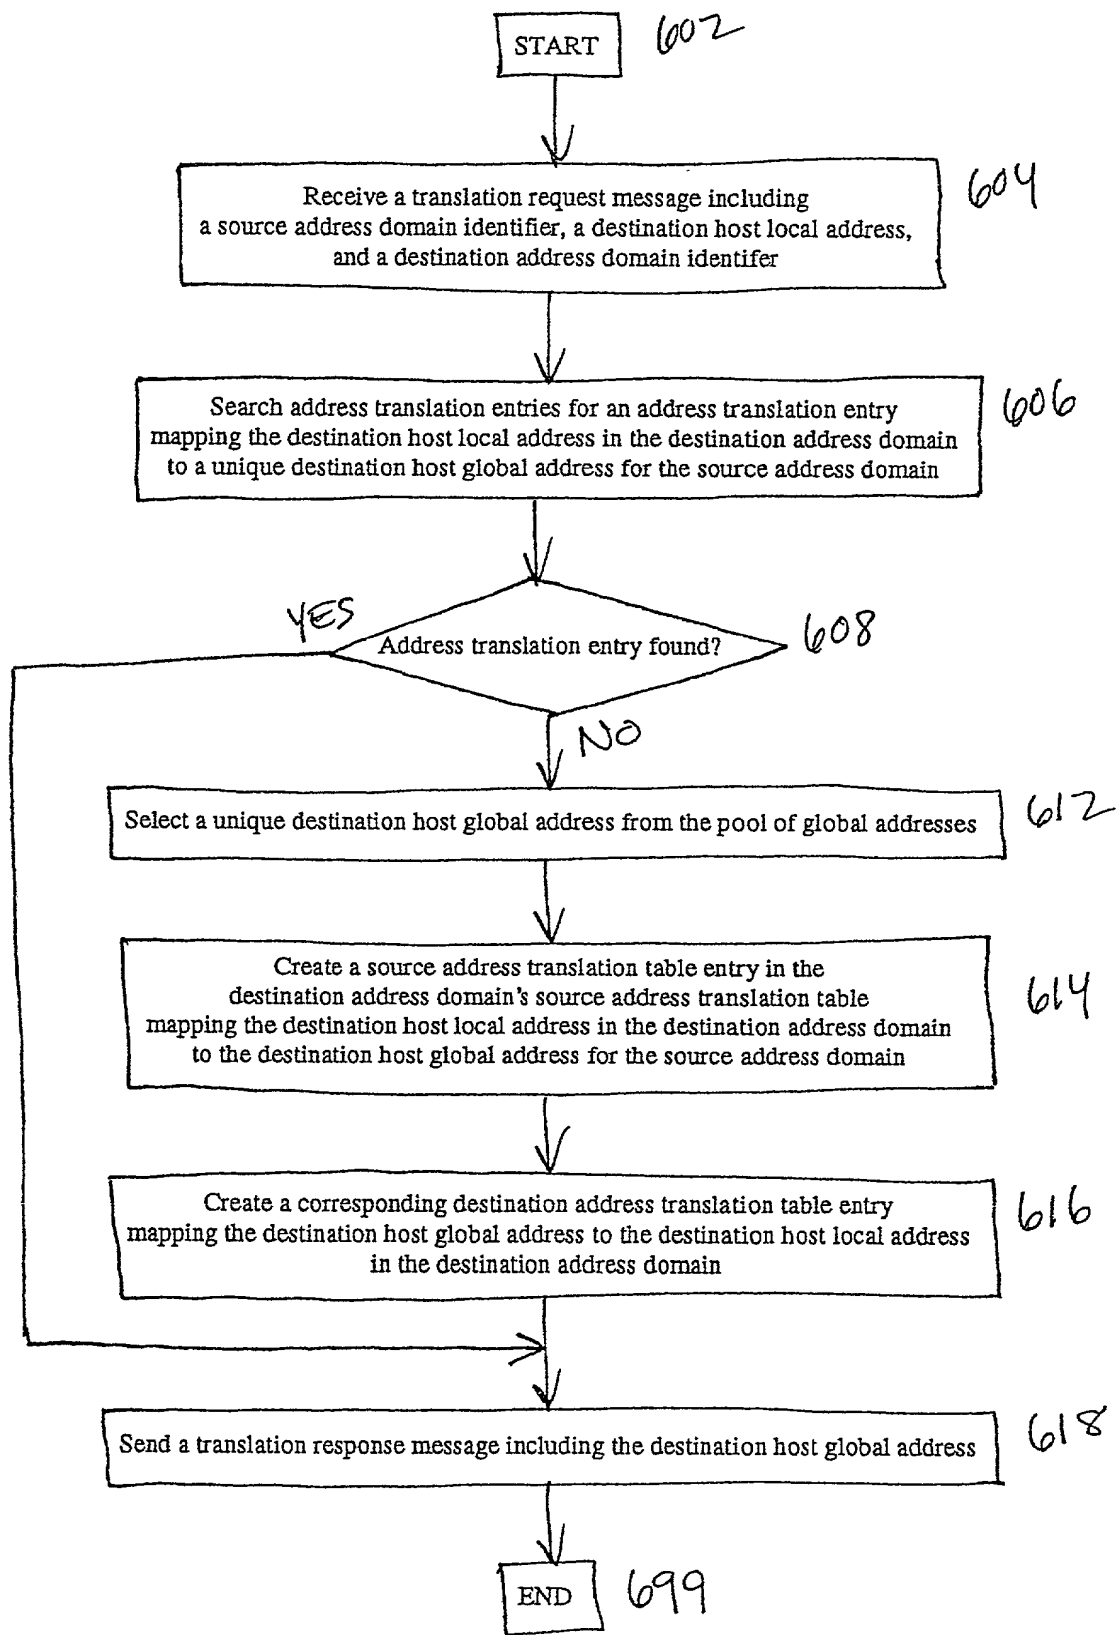 START
602
Receive a translation request message including
a source address domain identifier, a destination host local address,
and a destination address domain identifer
604
Search address translation entries for an address translation entry
mapping the destination host local address in the destination address domain
to a unique destination host global address for the source address domain
606
YES
Address translation entry found?
608
NO
Select a unique destination host global address from the pool of global addresses
612
Create a source address translation table entry in the
destination address domain's source address translation table
mapping the destination host local address in the destination address domain
to the destination host global address for the source address domain
614
Create a corresponding destination address translation table entry
mapping the destination host global address to the destination host local address
in the destination address domain
616
Send a translation response message including the destination host global address
618
END
699